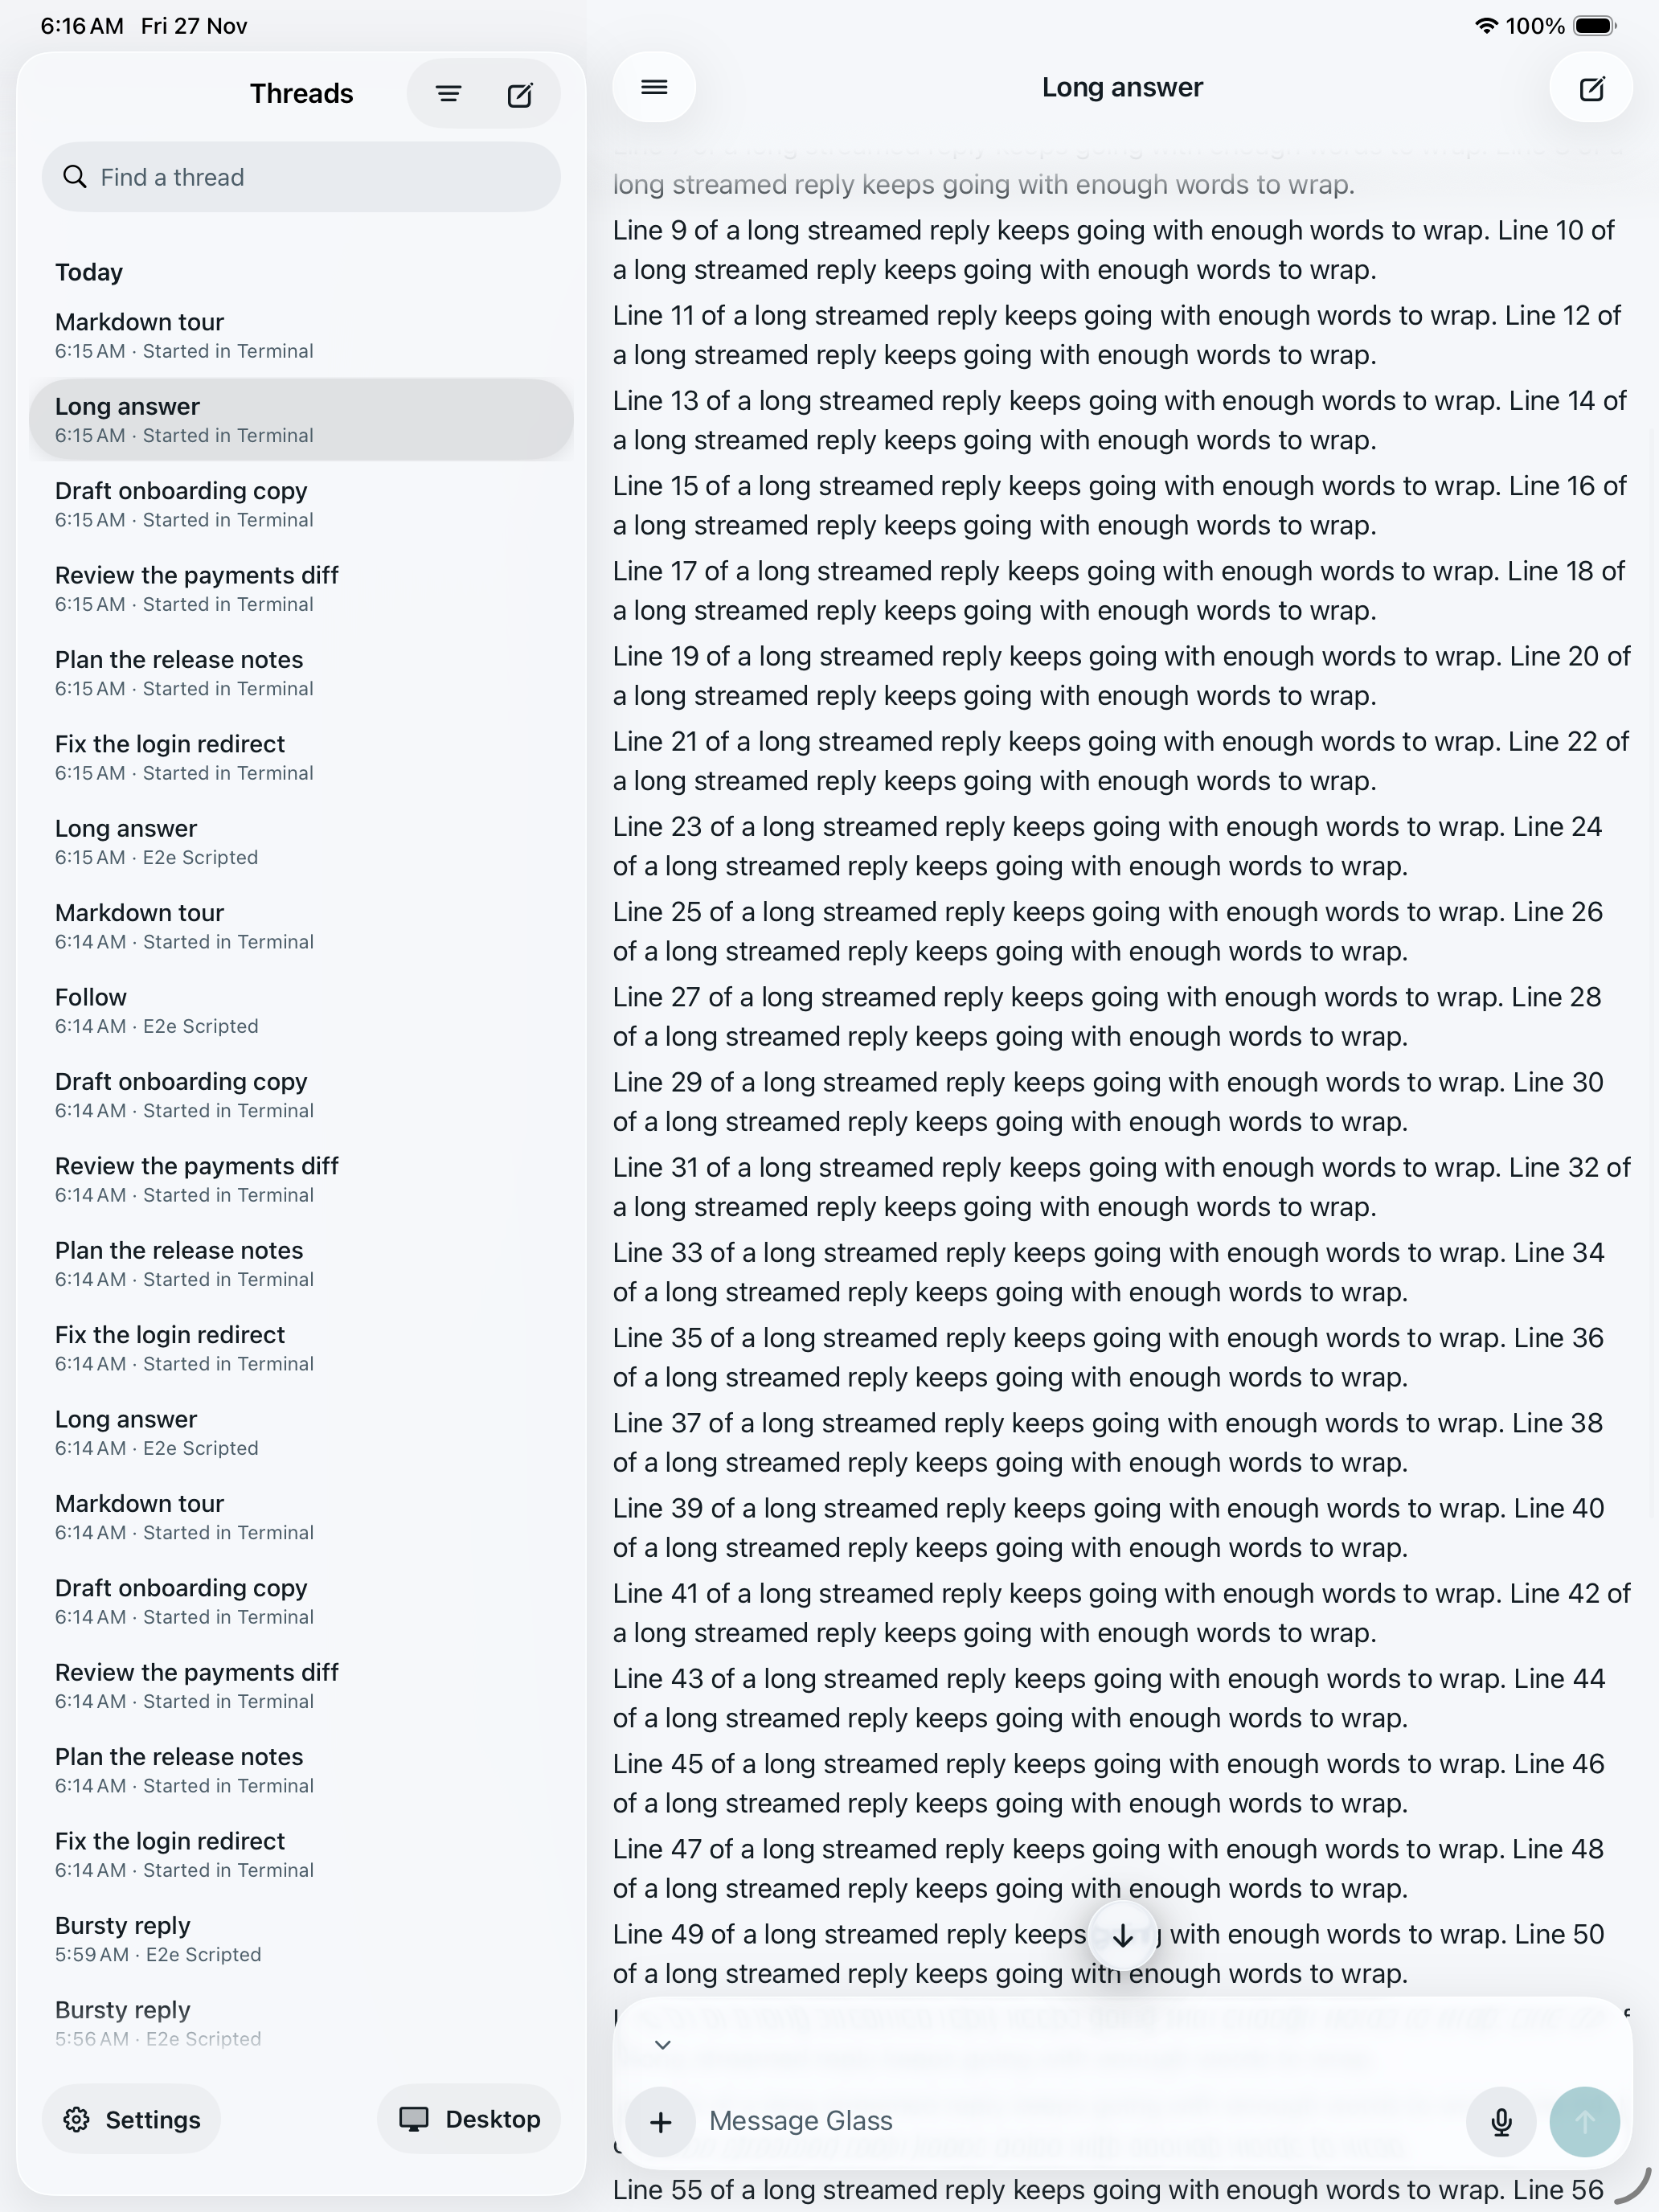 6:16 AM Fri 27 Nov
100%
Threads
Find a thread
Today
Markdown tour
6:15 AM · Started in Terminal
Long answer
6:15 AM · Started in Terminal
Draft onboarding copy
6:15 AM · Started in Terminal
Review the payments diff
6:15 AM · Started in Terminal
Plan the release notes
6:15 AM · Started in Terminal
Fix the login redirect
6:15 AM · Started in Terminal
Long answer
6:15 AM · E2e Scripted
Markdown tour
6:14 AM · Started in Terminal
Follow
6:14 AM · E2e Scripted
Draft onboarding copy
6:14 AM · Started in Terminal
Review the payments diff
6:14 AM · Started in Terminal
Plan the release notes
6:14 AM · Started in Terminal
Fix the login redirect
6:14 AM · Started in Terminal
Long answer
6:14 AM · E2e Scripted
Markdown tour
6:14 AM · Started in Terminal
Draft onboarding copy
6:14 AM · Started in Terminal
Review the payments diff
6:14 AM · Started in Terminal
Plan the release notes
6:14 AM · Started in Terminal
Fix the login redirect
6:14 AM · Started in Terminal
Bursty reply
5:59 AM · E2e Scripted
Bursty reply
5:56 AM · E2e Scripted
Settings
Desktop
Long answer
long streamed reply keeps going with enough words to wrap.
Line 9 of a long streamed reply keeps going with enough words to wrap. Line 10 of
a long streamed reply keeps going with enough words to wrap.
Line 11 of a long streamed reply keeps going with enough words to wrap. Line 12 of
a long streamed reply keeps going with enough words to wrap.
Line 13 of a long streamed reply keeps going with enough words to wrap. Line 14 of
a long streamed reply keeps going with enough words to wrap.
Line 15 of a long streamed reply keeps going with enough words to wrap. Line 16 of
a long streamed reply keeps going with enough words to wrap.
Line 17 of a long streamed reply keeps going with enough words to wrap. Line 18 of
a long streamed reply keeps going with enough words to wrap.
Line 19 of a long streamed reply keeps going with enough words to wrap. Line 20 of
a long streamed reply keeps going with enough words to wrap.
Line 21 of a long streamed reply keeps going with enough words to wrap. Line 22 of
a long streamed reply keeps going with enough words to wrap.
Line 23 of a long streamed reply keeps going with enough words to wrap. Line 24
of a long streamed reply keeps going with enough words to wrap.
Line 25 of a long streamed reply keeps going with enough words to wrap. Line 26
of a long streamed reply keeps going with enough words to wrap.
Line 27 of a long streamed reply keeps going with enough words to wrap. Line 28
of a long streamed reply keeps going with enough words to wrap.
Line 29 of a long streamed reply keeps going with enough words to wrap. Line 30
of a long streamed reply keeps going with enough words to wrap.
Line 31 of a long streamed reply keeps going with enough words to wrap. Line 32 of
a long streamed reply keeps going with enough words to wrap.
Line 33 of a long streamed reply keeps going with enough words to wrap. Line 34
of a long streamed reply keeps going with enough words to wrap.
Line 35 of a long streamed reply keeps going with enough words to wrap. Line 36
of a long streamed reply keeps going with enough words to wrap.
Line 37 of a long streamed reply keeps going with enough words to wrap. Line 38
of a long streamed reply keeps going with enough words to wrap.
Line 39 of a long streamed reply keeps going with enough words to wrap. Line 40
of a long streamed reply keeps going with enough words to wrap.
Line 41 of a long streamed reply keeps going with enough words to wrap. Line 42 of
a long streamed reply keeps going with enough words to wrap.
Line 43 of a long streamed reply keeps going with enough words to wrap. Line 44
of a long streamed reply keeps going with enough words to wrap.
Line 45 of a long streamed reply keeps going with enough words to wrap. Line 46
of a long streamed reply keeps going with enough words to wrap.
Line 47 of a long streamed reply keeps going with enough words to wrap. Line 48
of a long streamed reply keeps going with enough words to wrap.
Line 49 of a long streamed reply keeps with enough words to wrap. Line 50
of a long streamed reply keeps going with enough words to wrap.
Message Glass
Line 55 of a long streamed reply keeps going with enough words to wrap. Line 56